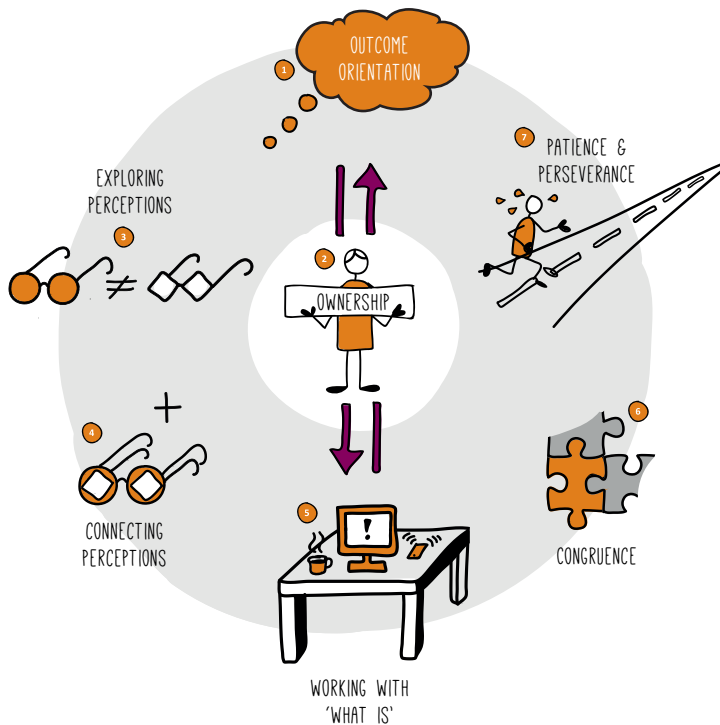 1
OUTCOME
ORIENTATION
2
OWNERSHIP
3
EXPLORING
PERCEPTIONS
≠
+
4
CONNECTING
PERCEPTIONS
5
!
WORKING WITH
'WHAT IS'
6
CONGRUENCE
7
PATIENCE &
PERSEVERANCE